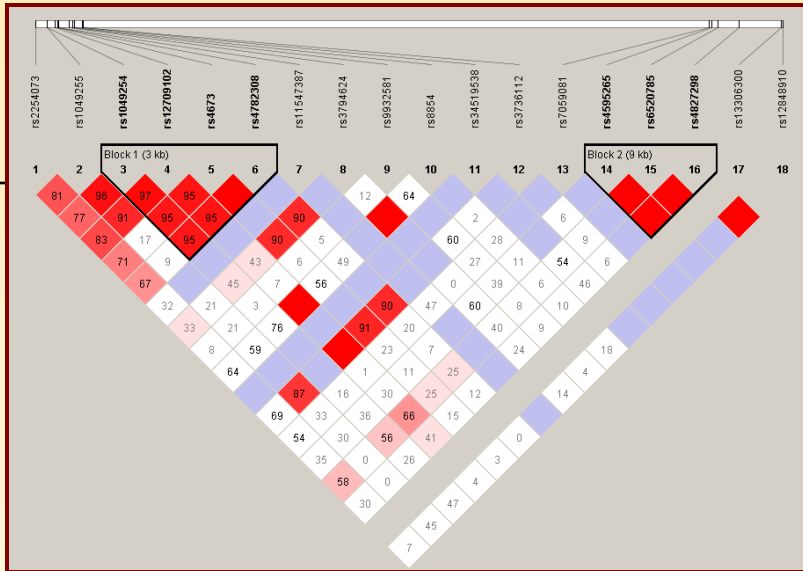 rs2254073
rs1049255
rs1049254
rs12709102
rs4673
rs4782308
rs11547387
rs3794624
rs9932581
rs8854
rs34519538
rs3736112
rs7059081
rs4595265
rs6520785
rs4827298
rs13306300
rs12848910
Block 1 (3 kb) Block 2 (9 kb)
1 2 3 4 5 6 7 8 9 10 11 12 13 14 15 16 17 18
81 96 97 95 12 64
77 91 95 95 90 2 6
83 17 95 90 5 60 28 9
71 9 43 6 49 27 11 54 6
67 45 7 56 0 39 6 46
32 21 3 90 47 60 8 10
33 21 76 91 20 40 9
8 59 23 7 24 18
64 1 11 25 4
87 16 25 12 14
69 33 36 66 15
54 30 56 41 0
35 0 26 3
58 0 4
30 47
45
7